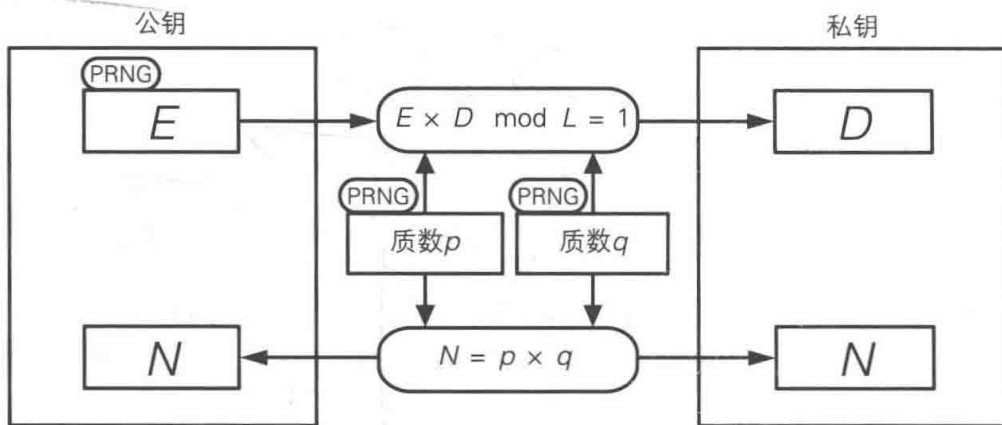 公钥
私钥
PRNG
E
E × D mod L = 1
D
PRNG
PRNG
质数p
质数q
N
N = p × q
N